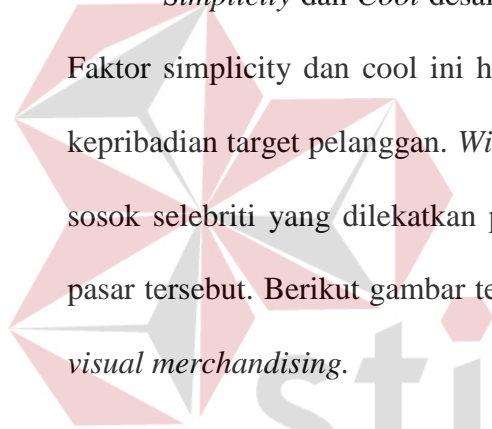 Simplicity dan Cool desai
Faktor simplicity dan cool ini h
kepribadian target pelanggan. Wi
sosok selebriti yang dilekatkan p
pasar tersebut. Berikut gambar te
visual merchandising.
sti